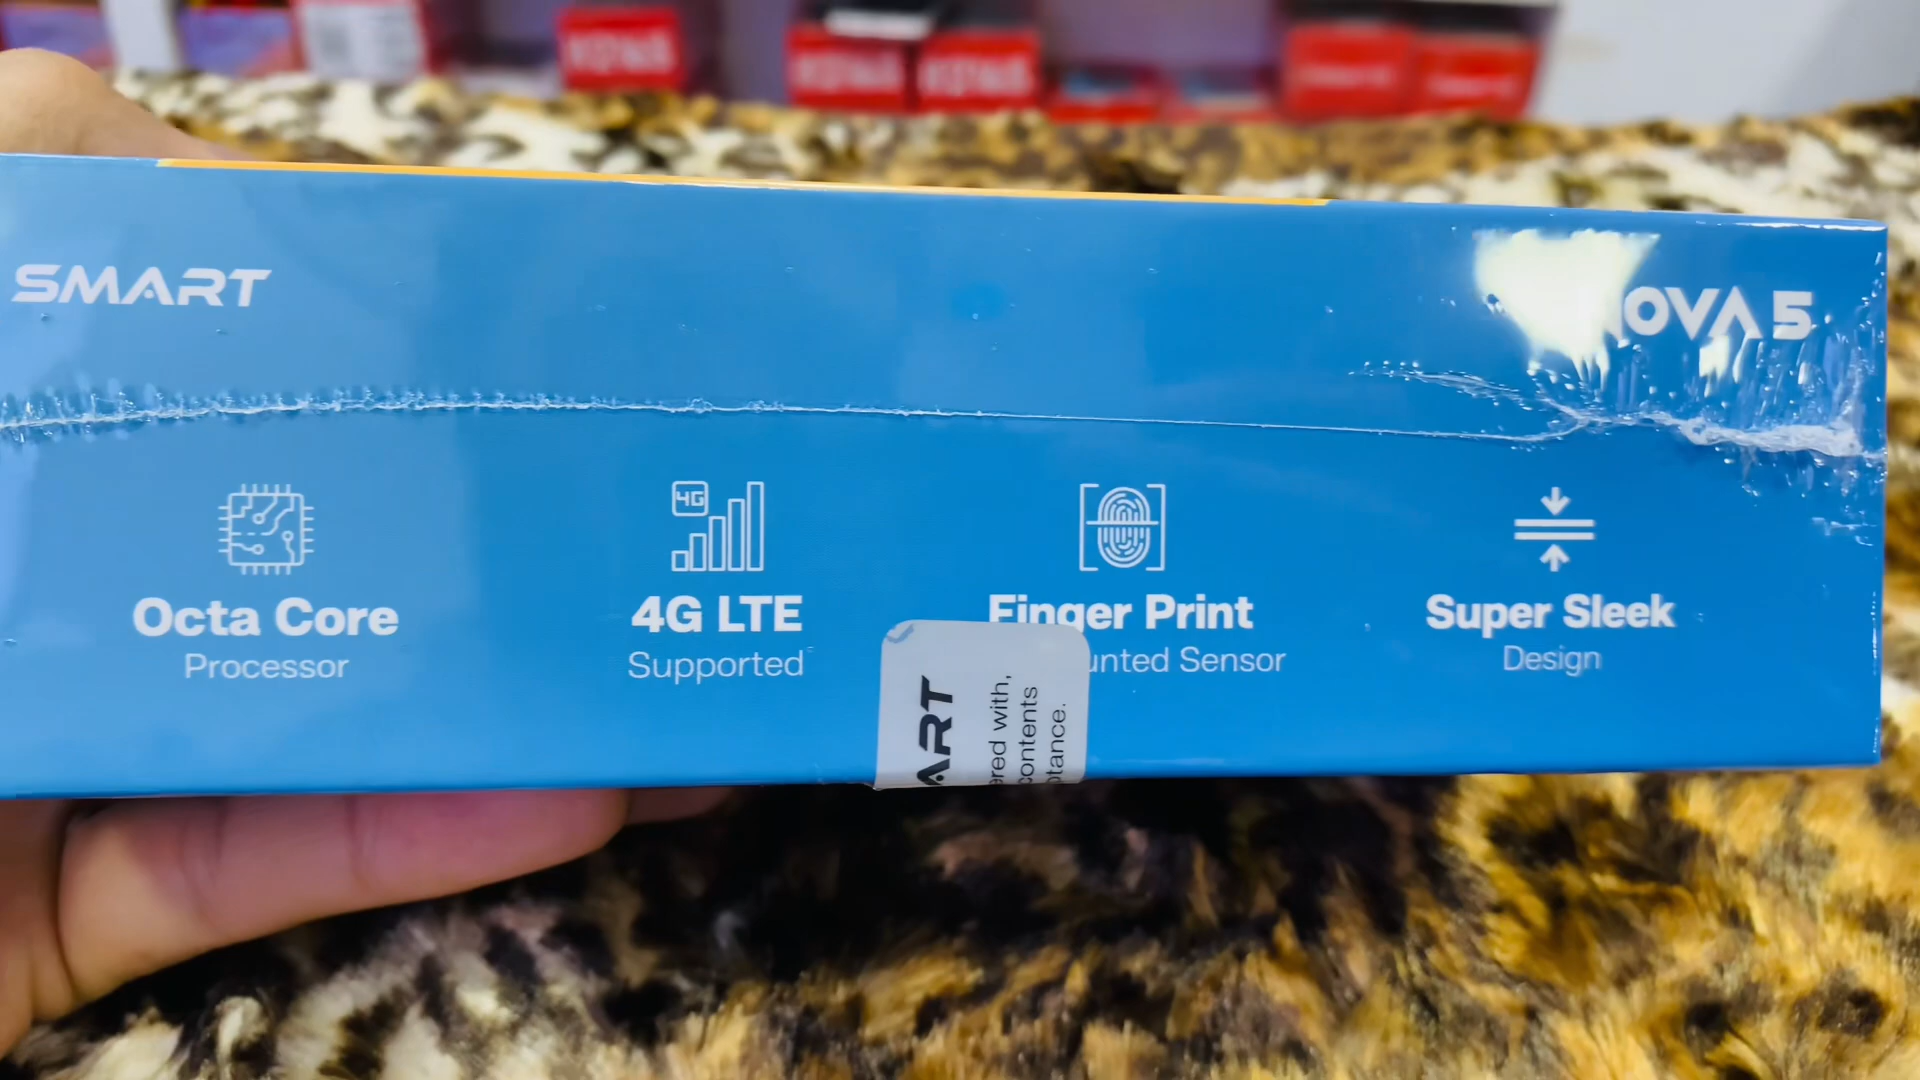 SMART
OVA 5
4G
Octa Core
Processor
4G LTE
Supported
Finger Print
unted Sensor
Super Sleek
Design
ART
ered with,
contents
ptance.